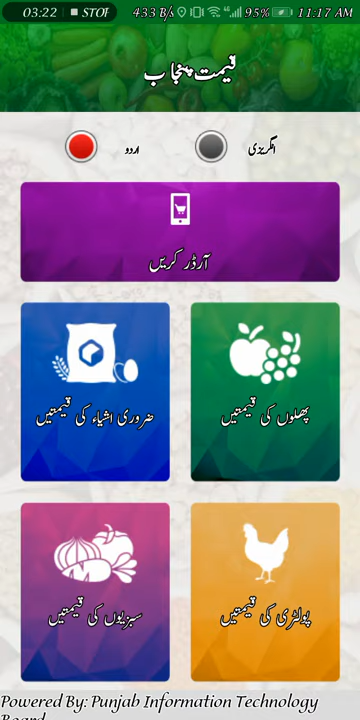 03:22 STOP 433 B/s 95% 11:17 AM
قیمت پنجاب
اردو انگریزی
آرڈر کریں
ضروری اشیاء کی قیمتیں
پھلوں کی قیمتیں
سبزیوں کی قیمتیں
پولٹری کی قیمتیں
Powered By: Punjab Information Technology
Board